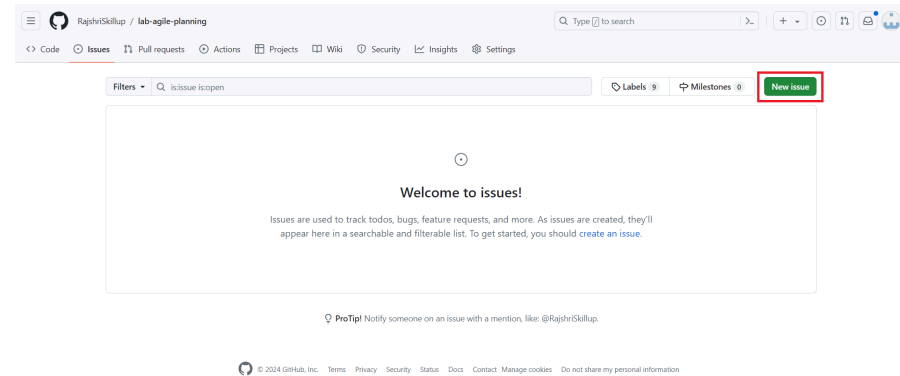 RajshriSkillup / lab-agile-planning
Type / to search
Code Issues Pull requests Actions Projects Wiki Security Insights Settings
Filters is:issue is:open Labels 9 Milestones 0 New issue
Welcome to issues!
Issues are used to track todos, bugs, feature requests, and more. As issues are created, they'll
appear here in a searchable and filterable list. To get started, you should create an issue.
ProTip! Notify someone on an issue with a mention, like: @RajshriSkillup.
© 2024 GitHub, Inc. Terms Privacy Security Status Docs Contact Manage cookies Do not share my personal information